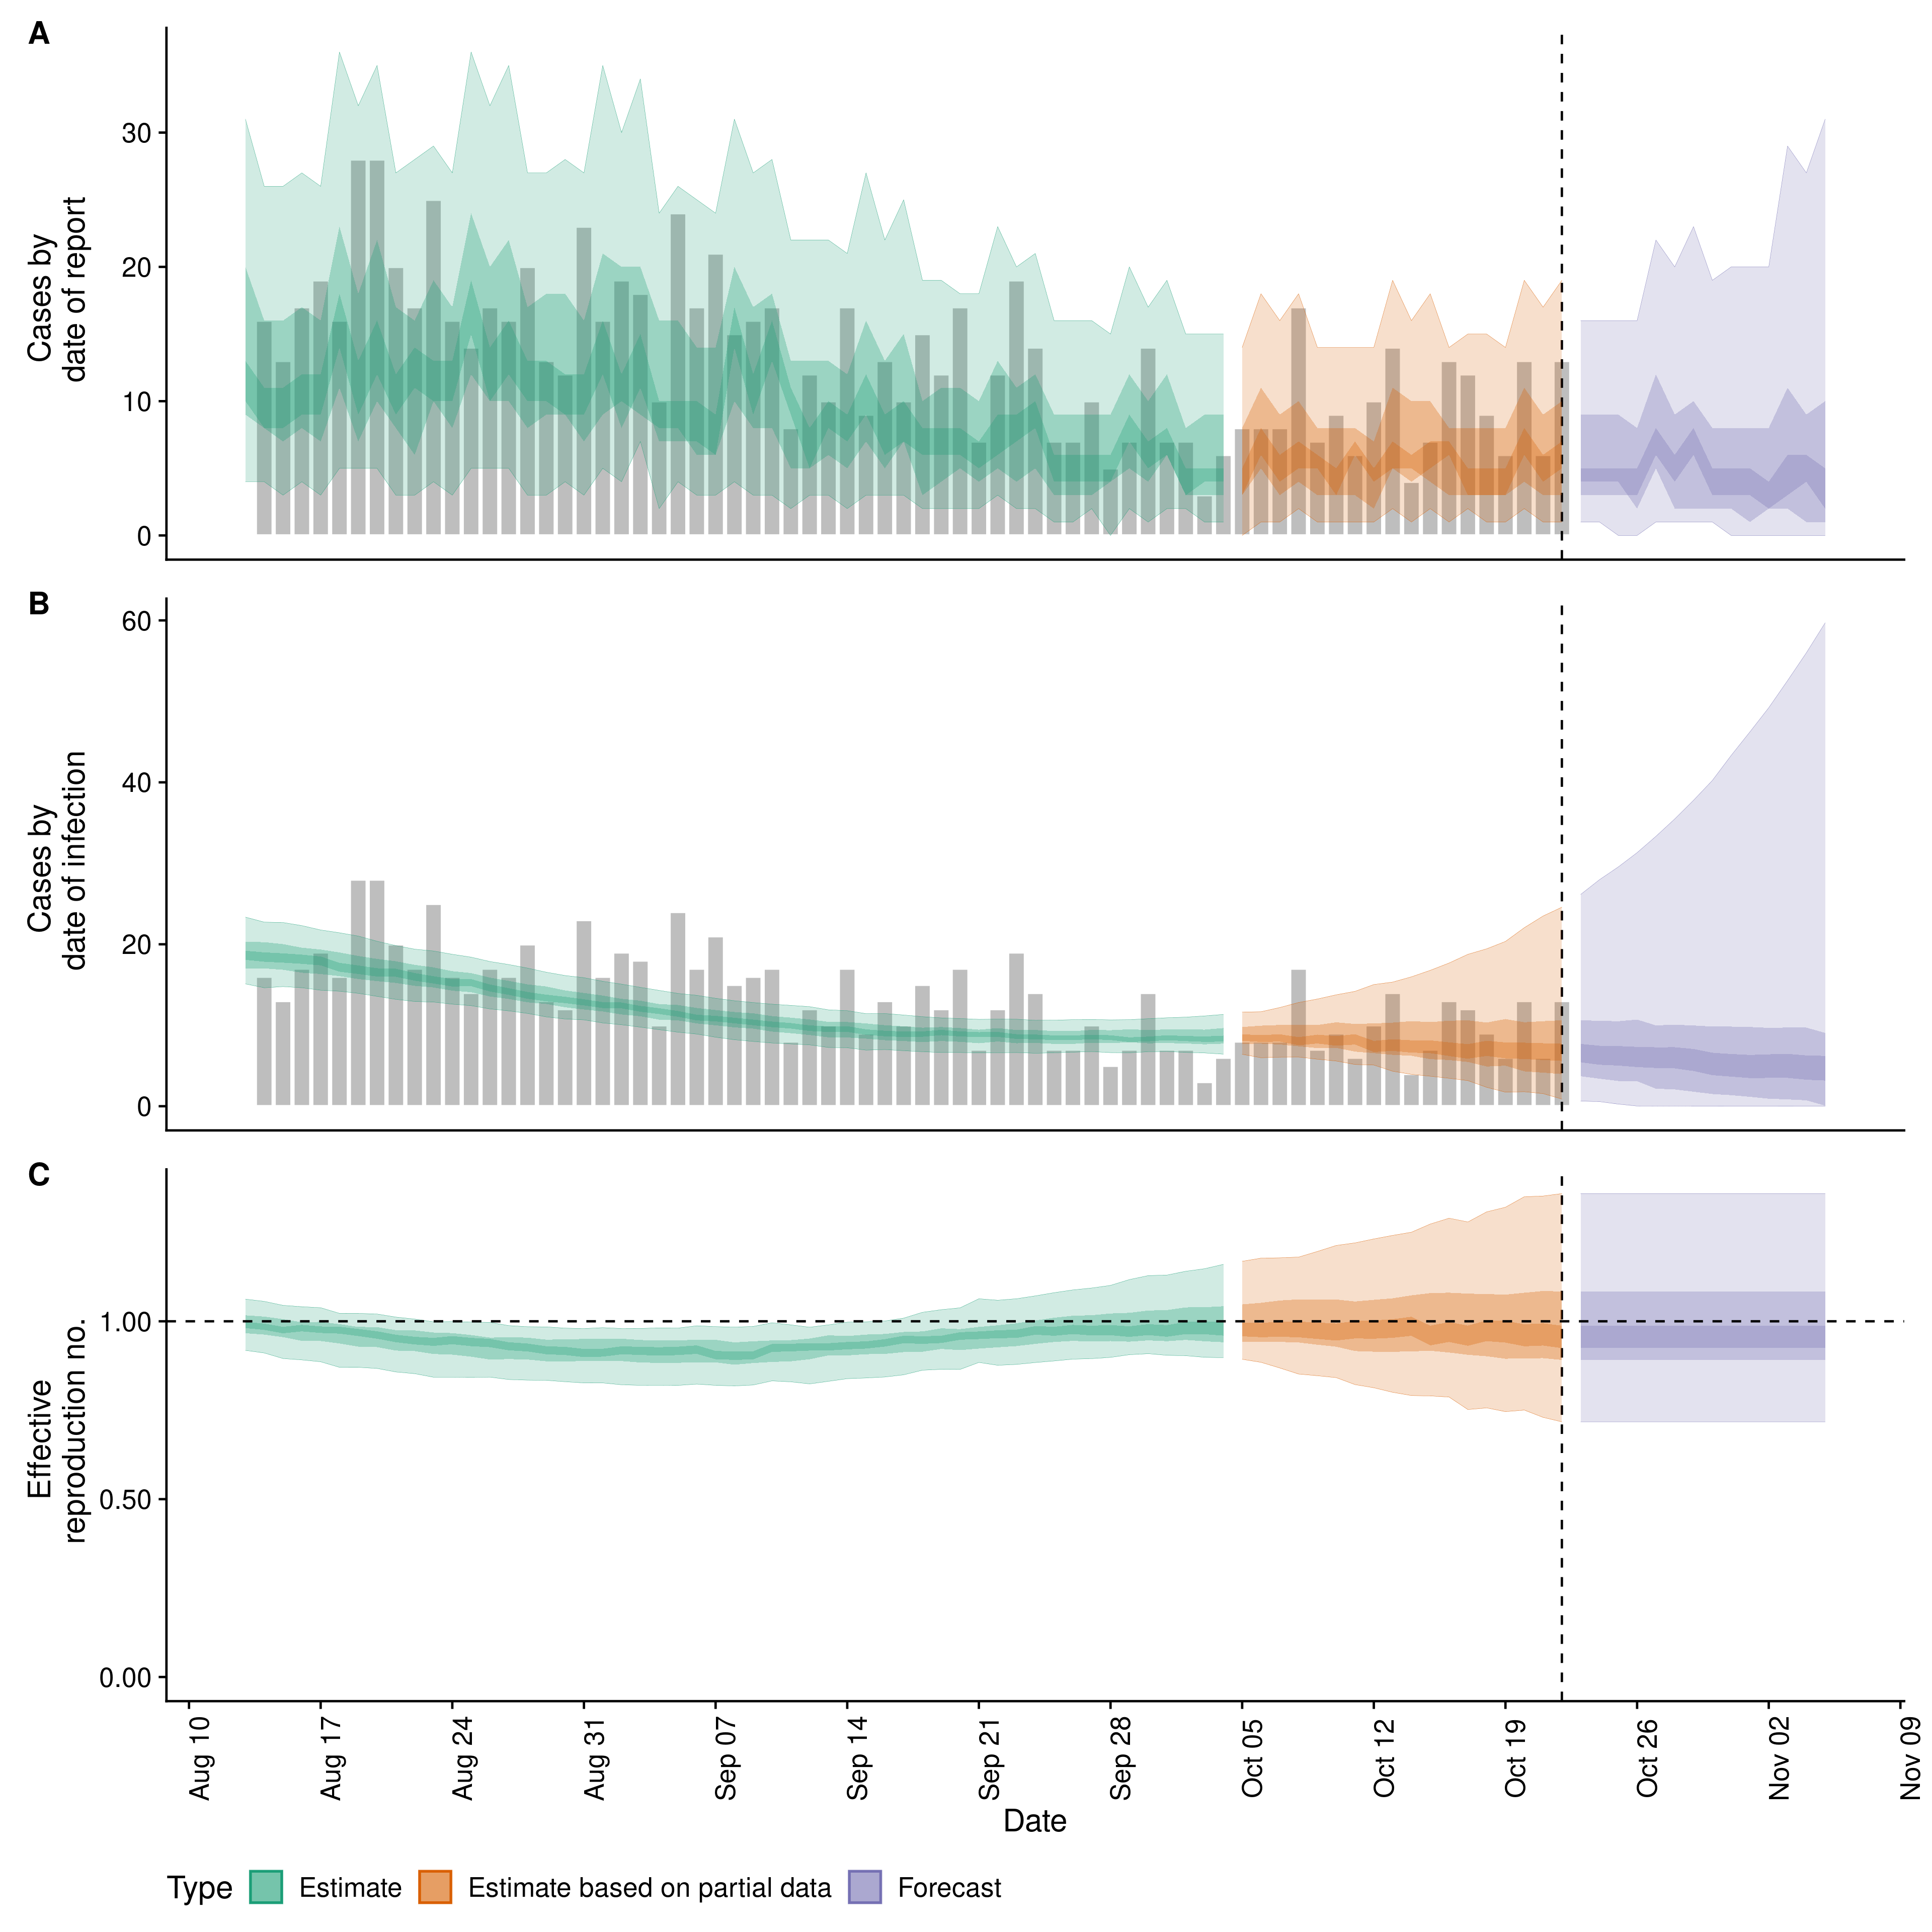 A
Cases by
date of report
30
20
10
0
B
Cases by
date of infection
60
40
20
0
C
Effective
reproduction no.
1.00
0.50
0.00
Aug 10
Aug 17
Aug 24
Aug 31
Sep 07
Sep 14
Sep 21
Sep 28
Oct 05
Oct 12
Oct 19
Oct 26
Nov 02
Nov 09
Date
Type Estimate Estimate based on partial data Forecast